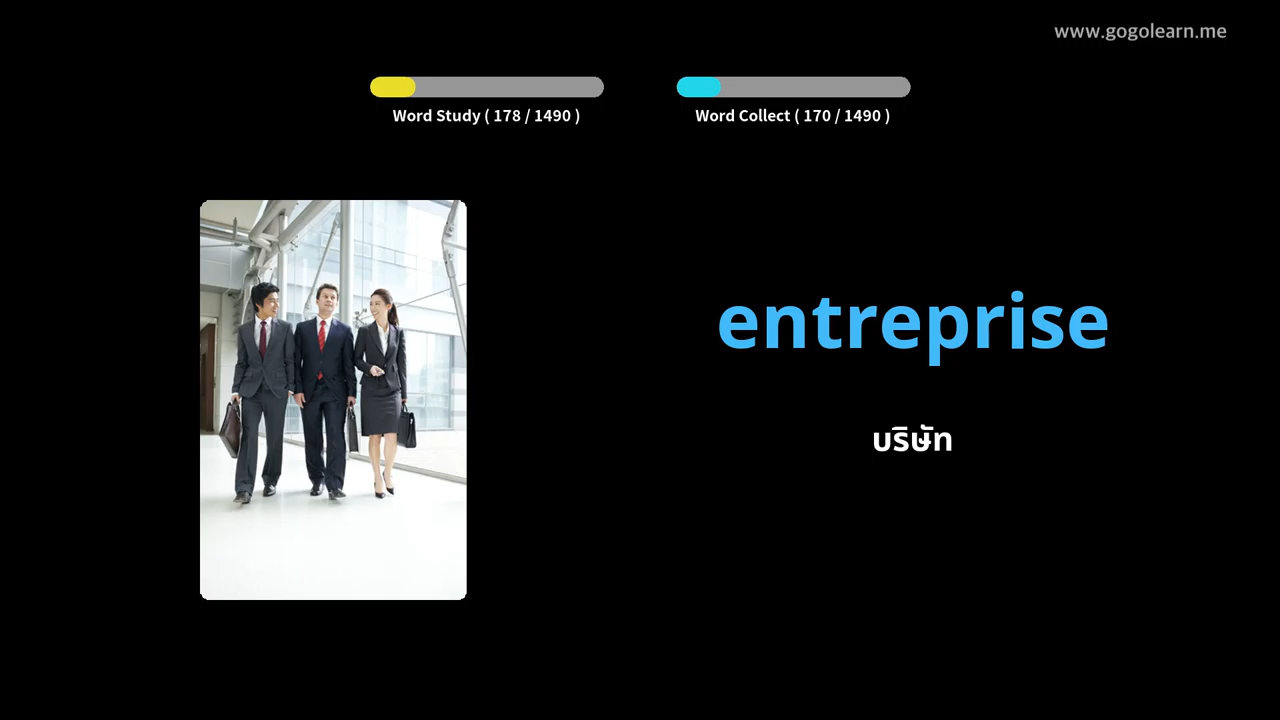 www.gogolearn.me
Word Study ( 178 / 1490 )
Word Collect ( 170 / 1490 )
entreprise
บริษัท